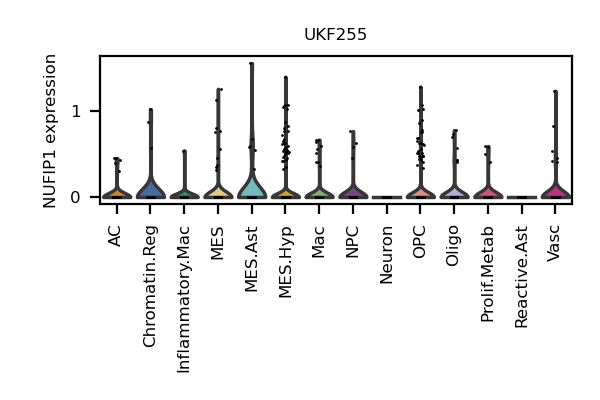 UKF255
NUFIP1 expression
1
0
AC
Chromatin.Reg
Inflammatory.Mac
MES
MES.Ast
MES.Hyp
Mac
NPC
Neuron
OPC
Oligo
Prolif.Metab
Reactive.Ast
Vasc